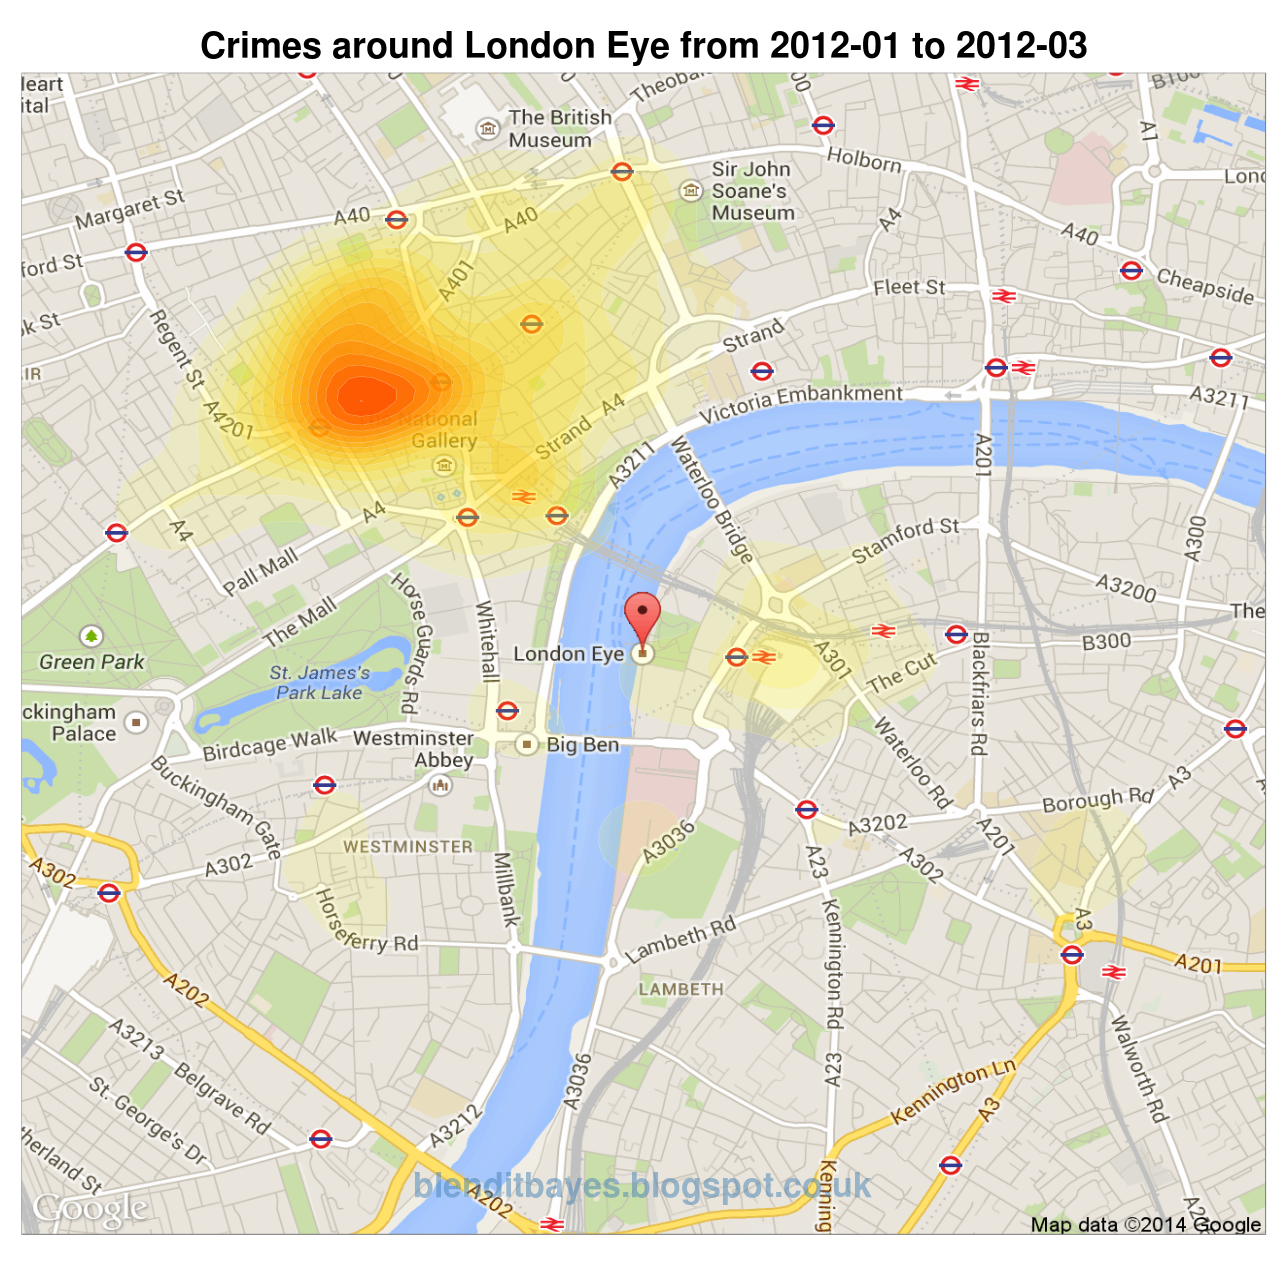 Crimes around London Eye from 2012-01 to 2012-03
Heart
ital
The British
Museum
Theobal
B100
A1
Holborn
Sir John
Soane's
Museum
Lond
Margaret St
A40
A40
A4
A40
ford St
A401
Cheapside
Fleet St
k St
Regent St
Strand
IR
A4201
National
Gallery
Strand
A4
Victoria Embankment
A3211
A3211
Waterloo Bridge
A201
A4
A4
Pall Mall
Stamford St
A300
The Mall
Horse Guards Rd
Whitehall
A3200
The
B300
Green Park
St. James's
Park Lake
London Eye
A301
The Cut
Blackfriars Rd
ckingham
Palace
Birdcage Walk
Westminster
Abbey
Big Ben
Waterloo Rd
Buckingham Gate
A3
Borough Rd
A3202
A201
WESTMINSTER
A3036
A302
A302
A302
Millbank
A23
Kennington Rd
Horseferry Rd
Lambeth Rd
A3
A201
A202
LAMBETH
A3213
Belgrave Rd
Walworth Rd
A3036
A23
Kennington Ln
A3
St. George's Dr
A3212
therland St
Kenning
A202
blenditbayes.blogspot.co.uk
Google
Map data ©2014 Google